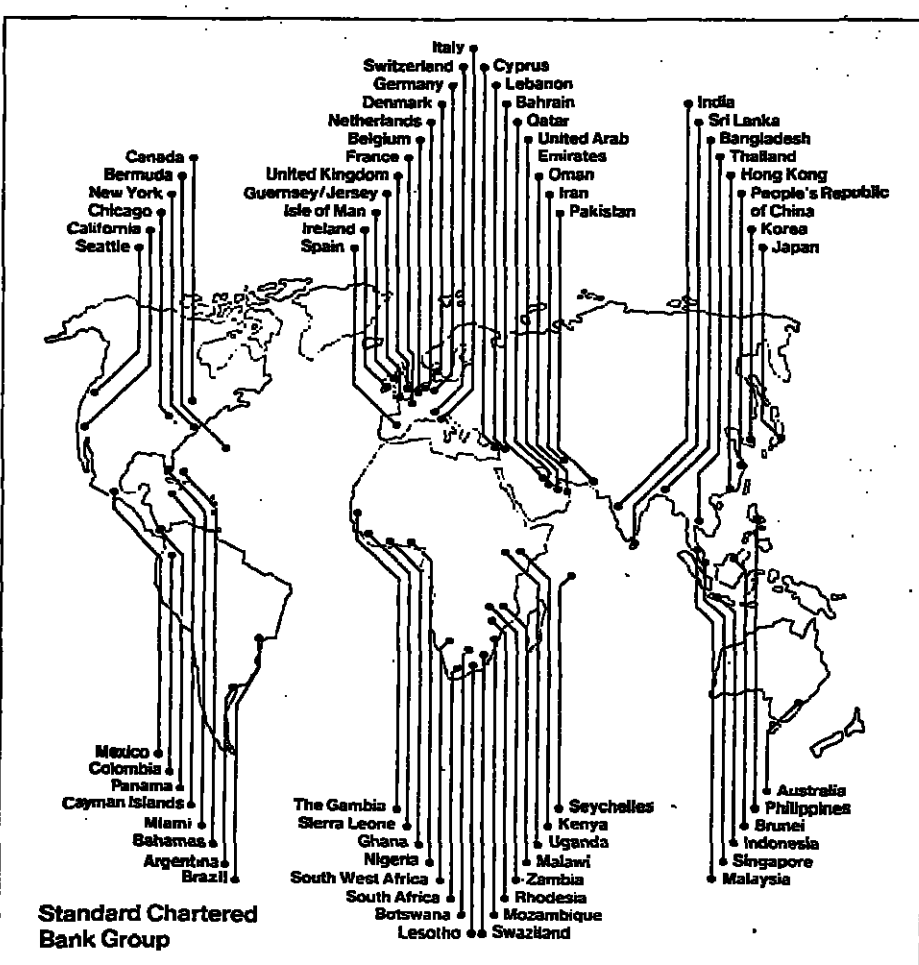 Canada
Bermuda
New York
Chicago
California
Seattle
Italy
Switzerland
Germany
Denmark
Netherlands
Belgium
France
United Kingdom
Guernsey/Jersey
Isle of Man
Ireland
Spain
Cyprus
Lebanon
Bahrain
Qatar
United Arab
Emirates
Oman
Iran
Pakistan
India
Sri Lanka
Bangladesh
Thailand
Hong Kong
People's Republic
of China
Korea
Japan
Mexico
Colombia
Panama
Cayman Islands
Miami
Bahamas
Argentina
Brazil
The Gambia
Sierra Leone
Ghana
Nigeria
South West Africa
South Africa
Botswana
Lesotho
Seychelles
Kenya
Uganda
Malawi
Zambia
Rhodesia
Mozambique
Swaziland
Australia
Philippines
Brunei
Indonesia
Singapore
Malaysia
Standard Chartered
Bank Group